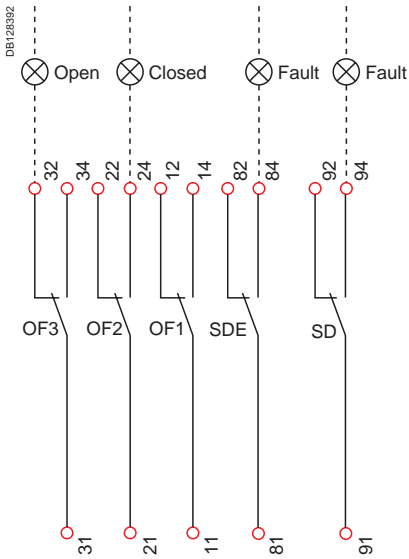 DB128392
Open
Closed
Fault
Fault
32
34
22
24
12
14
82
84
92
94
OF3
OF2
OF1
SDE
SD
31
21
11
81
91